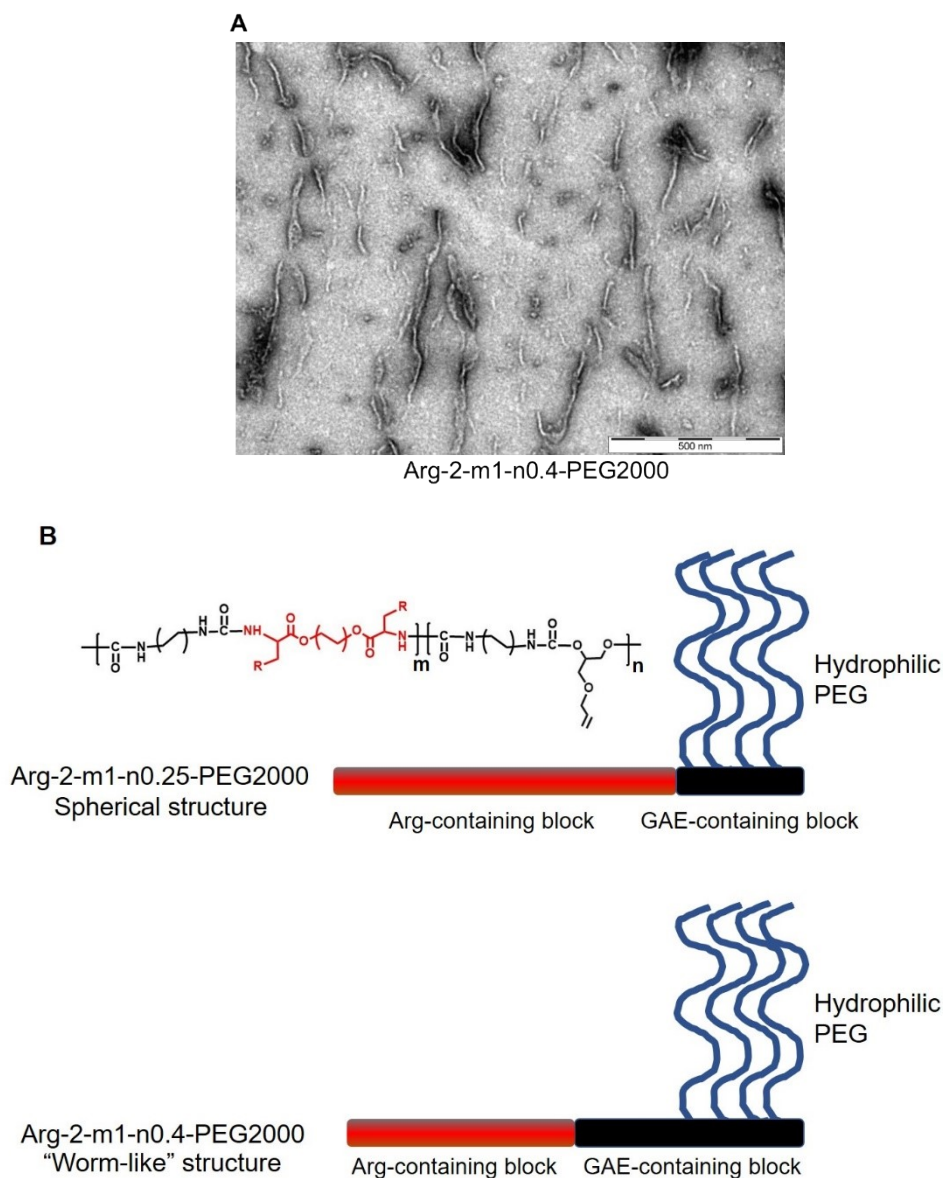 A
500 nm
Arg-2-m1-n0.4-PEG2000
B
O
C
N
H
H
N
O
C
NH
R
O
O
O
O
R
H
N
m
O
C
N
H
H
N
O
C
O
O
O
n
Hydrophilic
PEG
Arg-2-m1-n0.25-PEG2000
Spherical structure
Arg-containing block
GAE-containing block
Hydrophilic
PEG
Arg-2-m1-n0.4-PEG2000
“Worm-like” structure
Arg-containing block
GAE-containing block